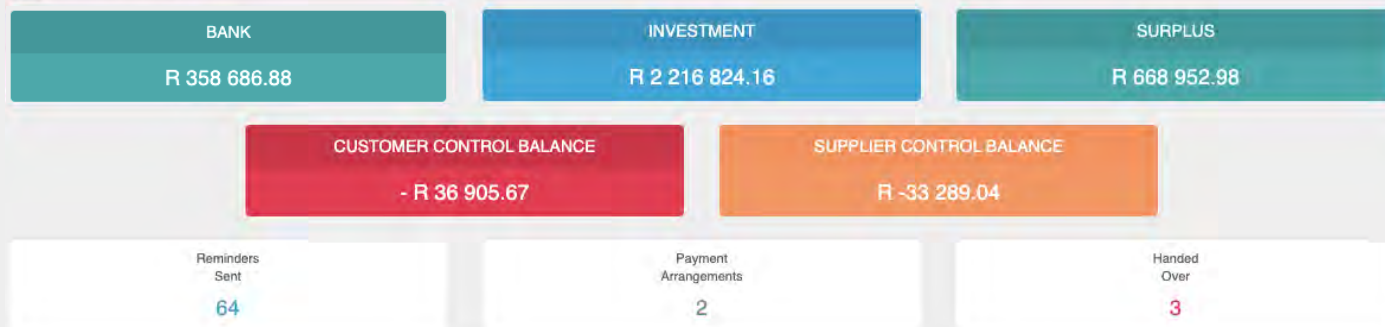 BANK
R 358 686.88
INVESTMENT
R 2 216 824.16
SURPLUS
R 668 952.98
CUSTOMER CONTROL BALANCE
- R 36 905.67
SUPPLIER CONTROL BALANCE
R -33 289.04
Reminders
Sent
64
Payment
Arrangements
2
Handed
Over
3